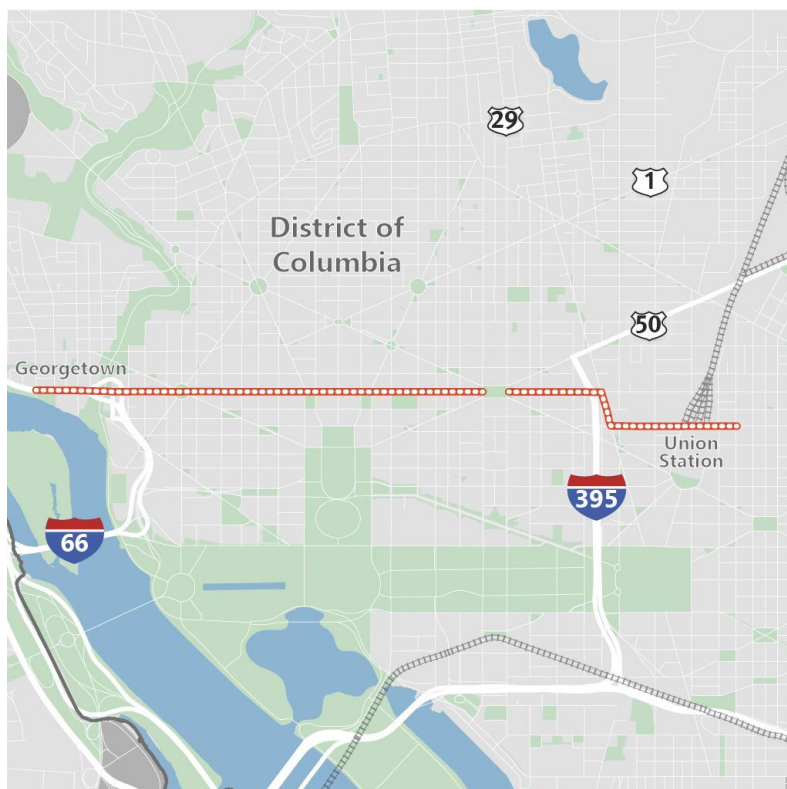 29
1
District of
Columbia
50
Georgetown
Union
Station
395
66